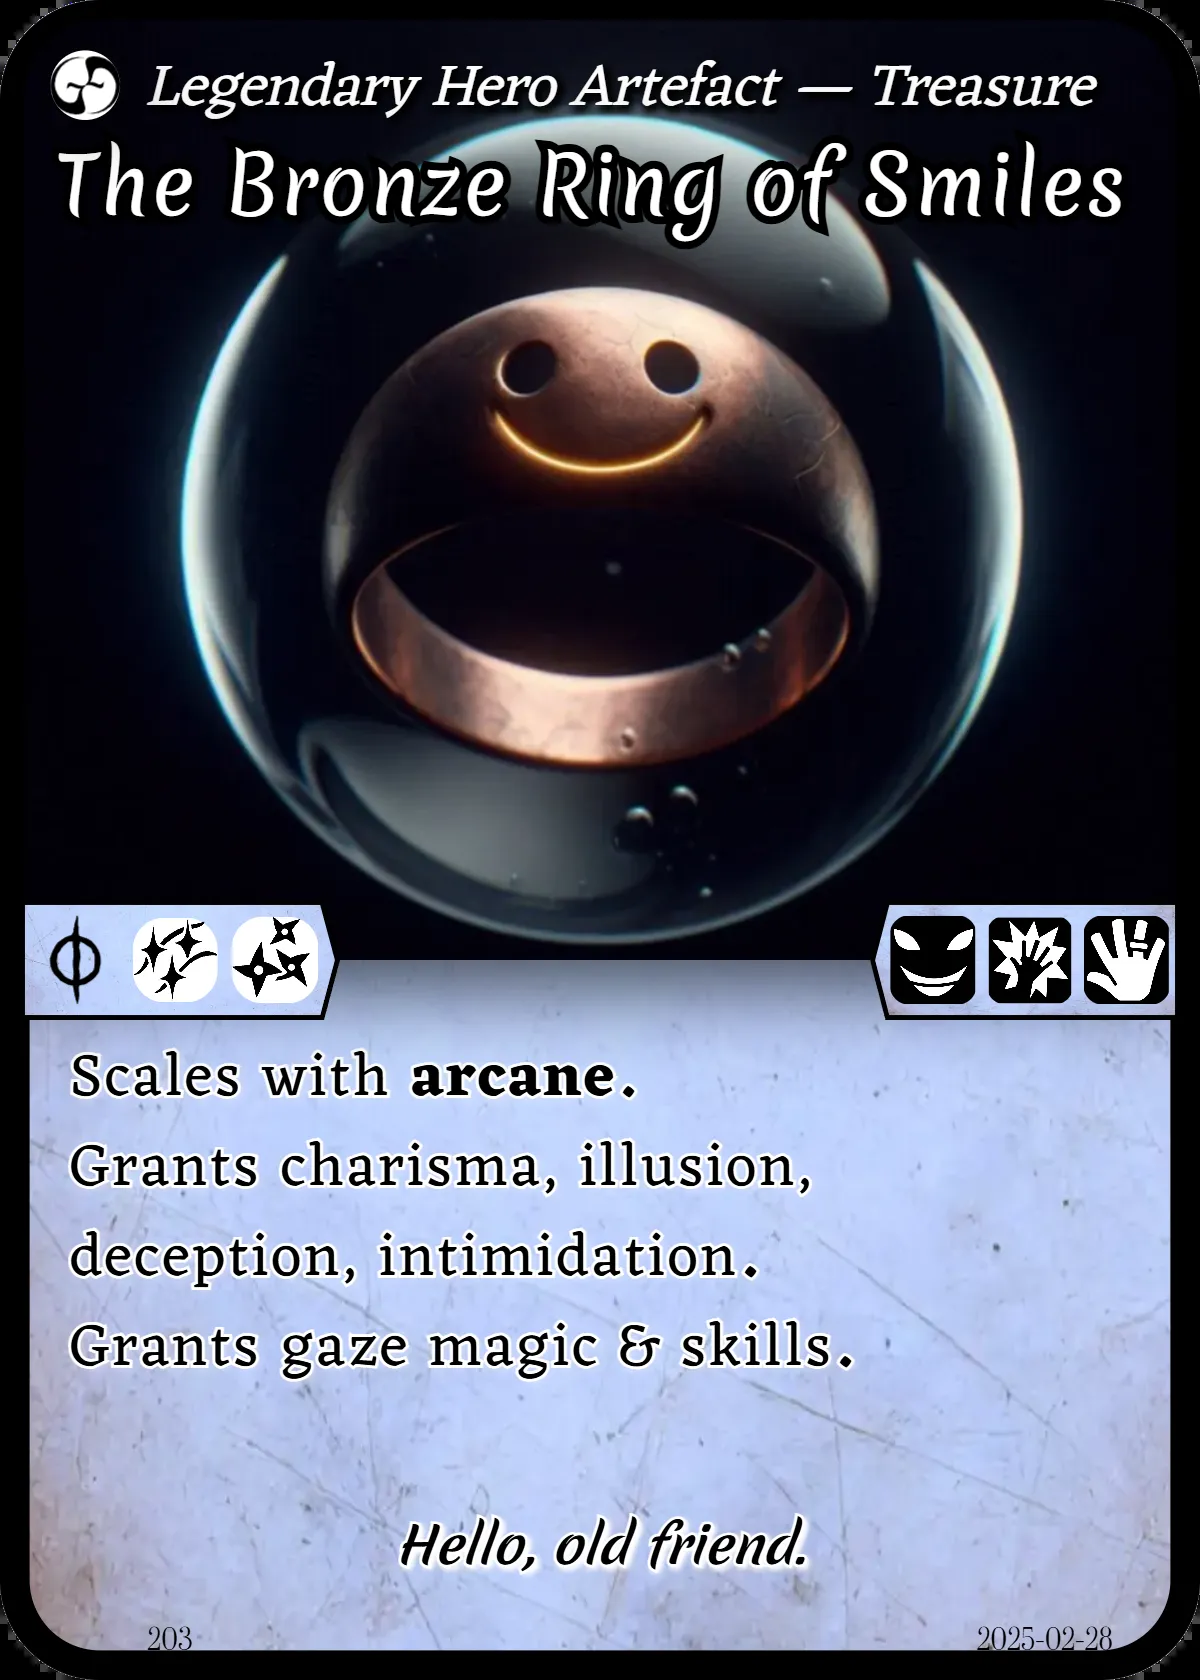 Legendary Hero Artefact — Treasure
The Bronze Ring of Smiles
Scales with arcane.
Grants charisma, illusion,
deception, intimidation.
Grants gaze magic & skills.
Hello, old friend.
203
2025-02-28